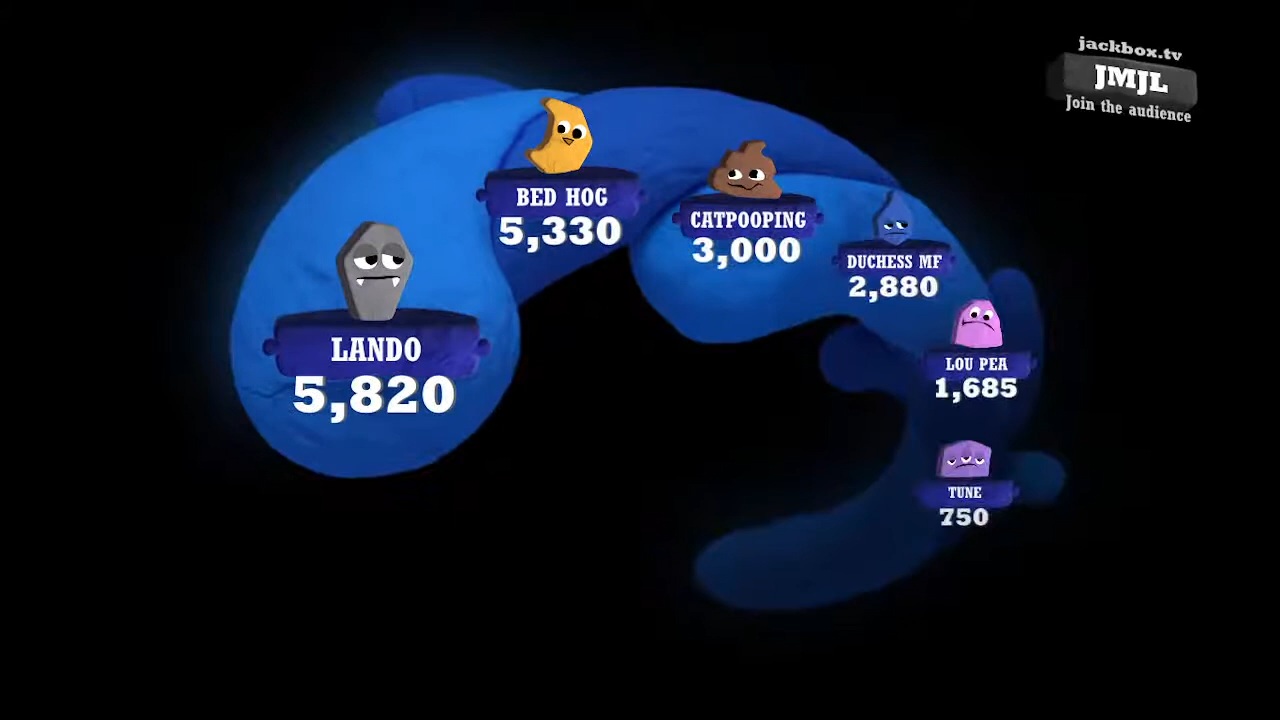 jackbox.tv
JMJL
Join the audience
BED HOG
5,330
CATPOOPING
3,000
DUCHESS MF
2,880
LANDO
5,820
LOU PEA
1,685
TUNE
750